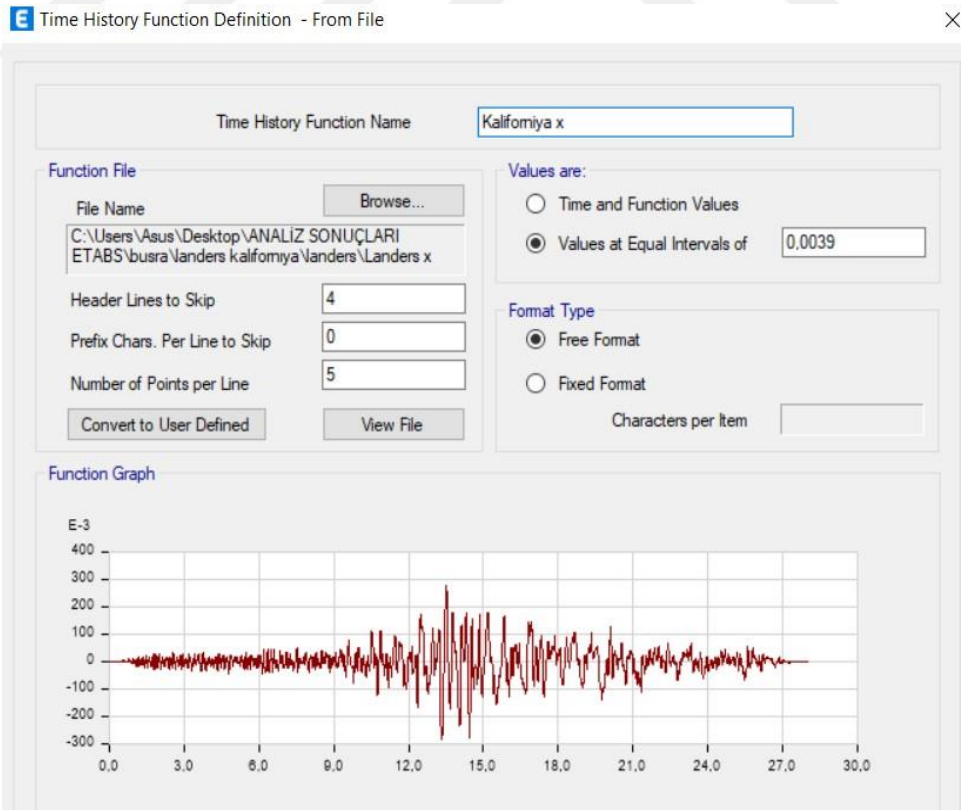 E Time History Function Definition - From File
Time History Function Name Kaliforniya x
Function File
File Name Browse...
C:\Users\Asus\Desktop\ANALİZ SONUÇLARI
ETABS\busra\landers kaliforniya\landers\Landers x
Header Lines to Skip 4
Prefix Chars. Per Line to Skip 0
Number of Points per Line 5
Convert to User Defined View File
Values are:
Time and Function Values
Values at Equal Intervals of 0,0039
Format Type
Free Format
Fixed Format
Characters per Item
Function Graph
E-3
400
300
200
100
0
-100
-200
-300
0,0 3,0 6,0 9,0 12,0 15,0 18,0 21,0 24,0 27,0 30,0